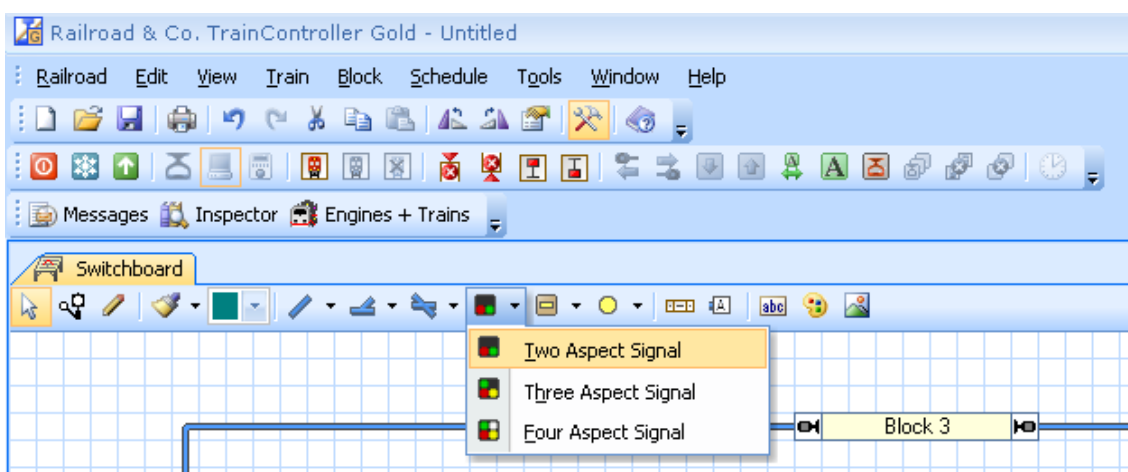 Railroad & Co. TrainController Gold - Untitled
Railroad Edit View Train Block Schedule Tools Window Help
A A
Messages Inspector Engines + Trains
Switchboard
A abc
Two Aspect Signal
Three Aspect Signal
Block 3
Four Aspect Signal